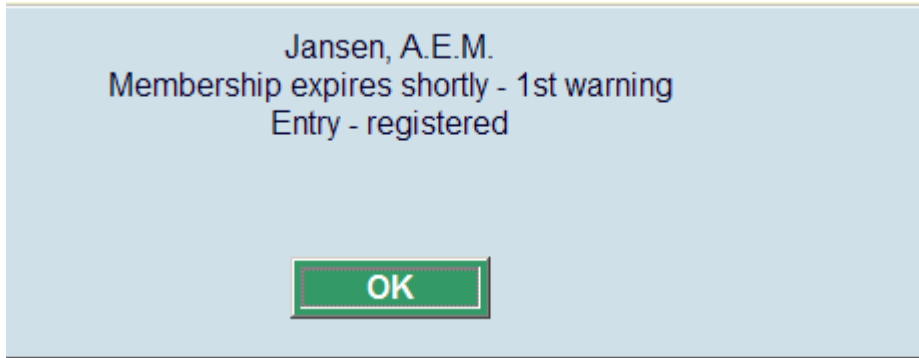 Jansen, A.E.M.
Membership expires shortly - 1st warning
Entry - registered
OK